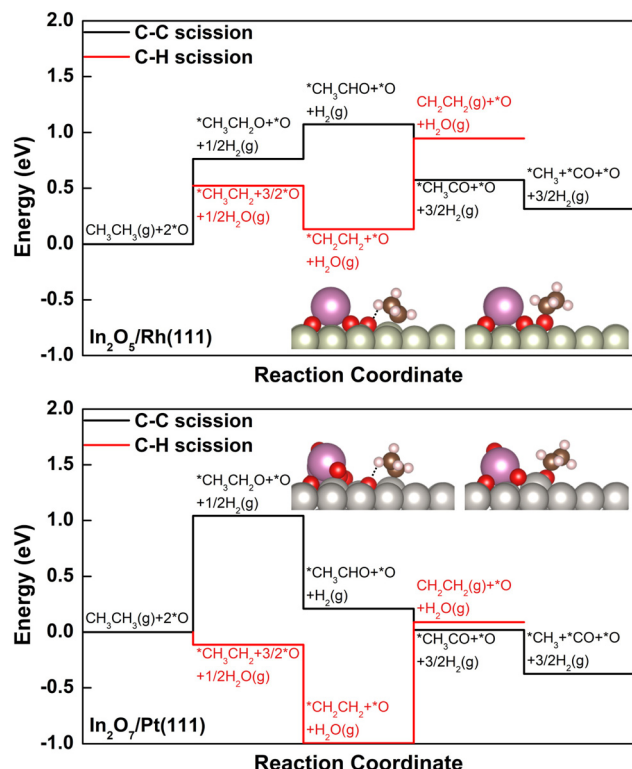 2.0
1.5
1.0
0.5
0.0
-0.5
-1.0
Energy (eV)
C-C scission
C-H scission
*CH₃CH₂O+*O
+1/2H₂(g)
*CH₃CHO+*O
+H₂(g)
CH₂CH₂(g)+*O
+H₂O(g)
*CH₃+*CO+*O
+3/2H₂(g)
*CH₃CO+*O
+3/2H₂(g)
CH₃CH₃(g)+2*O
*CH₃CH₂+3/2*O
+1/2H₂O(g)
*CH₂CH₂+*O
+H₂O(g)
In₂O₅/Rh(111)
Reaction Coordinate
2.0
1.5
1.0
0.5
0.0
-0.5
-1.0
Energy (eV)
C-C scission
C-H scission
*CH₃CH₂O+*O
+1/2H₂(g)
*CH₃CHO+*O
+H₂(g)
CH₂CH₂(g)+*O
+H₂O(g)
CH₃CH₃(g)+2*O
*CH₃CH₂+3/2*O
+1/2H₂O(g)
*CH₃CO+*O
+3/2H₂(g)
*CH₃+*CO+*O
+3/2H₂(g)
*CH₂CH₂+*O
+H₂O(g)
In₂O₇/Pt(111)
Reaction Coordinate